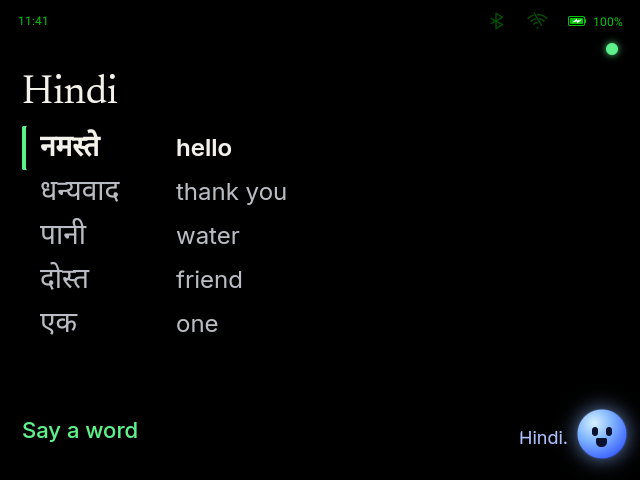 11:41
100%
Hindi
नमस्ते hello
धन्यवाद thank you
पानी water
दोस्त friend
एक one
Say a word
Hindi.